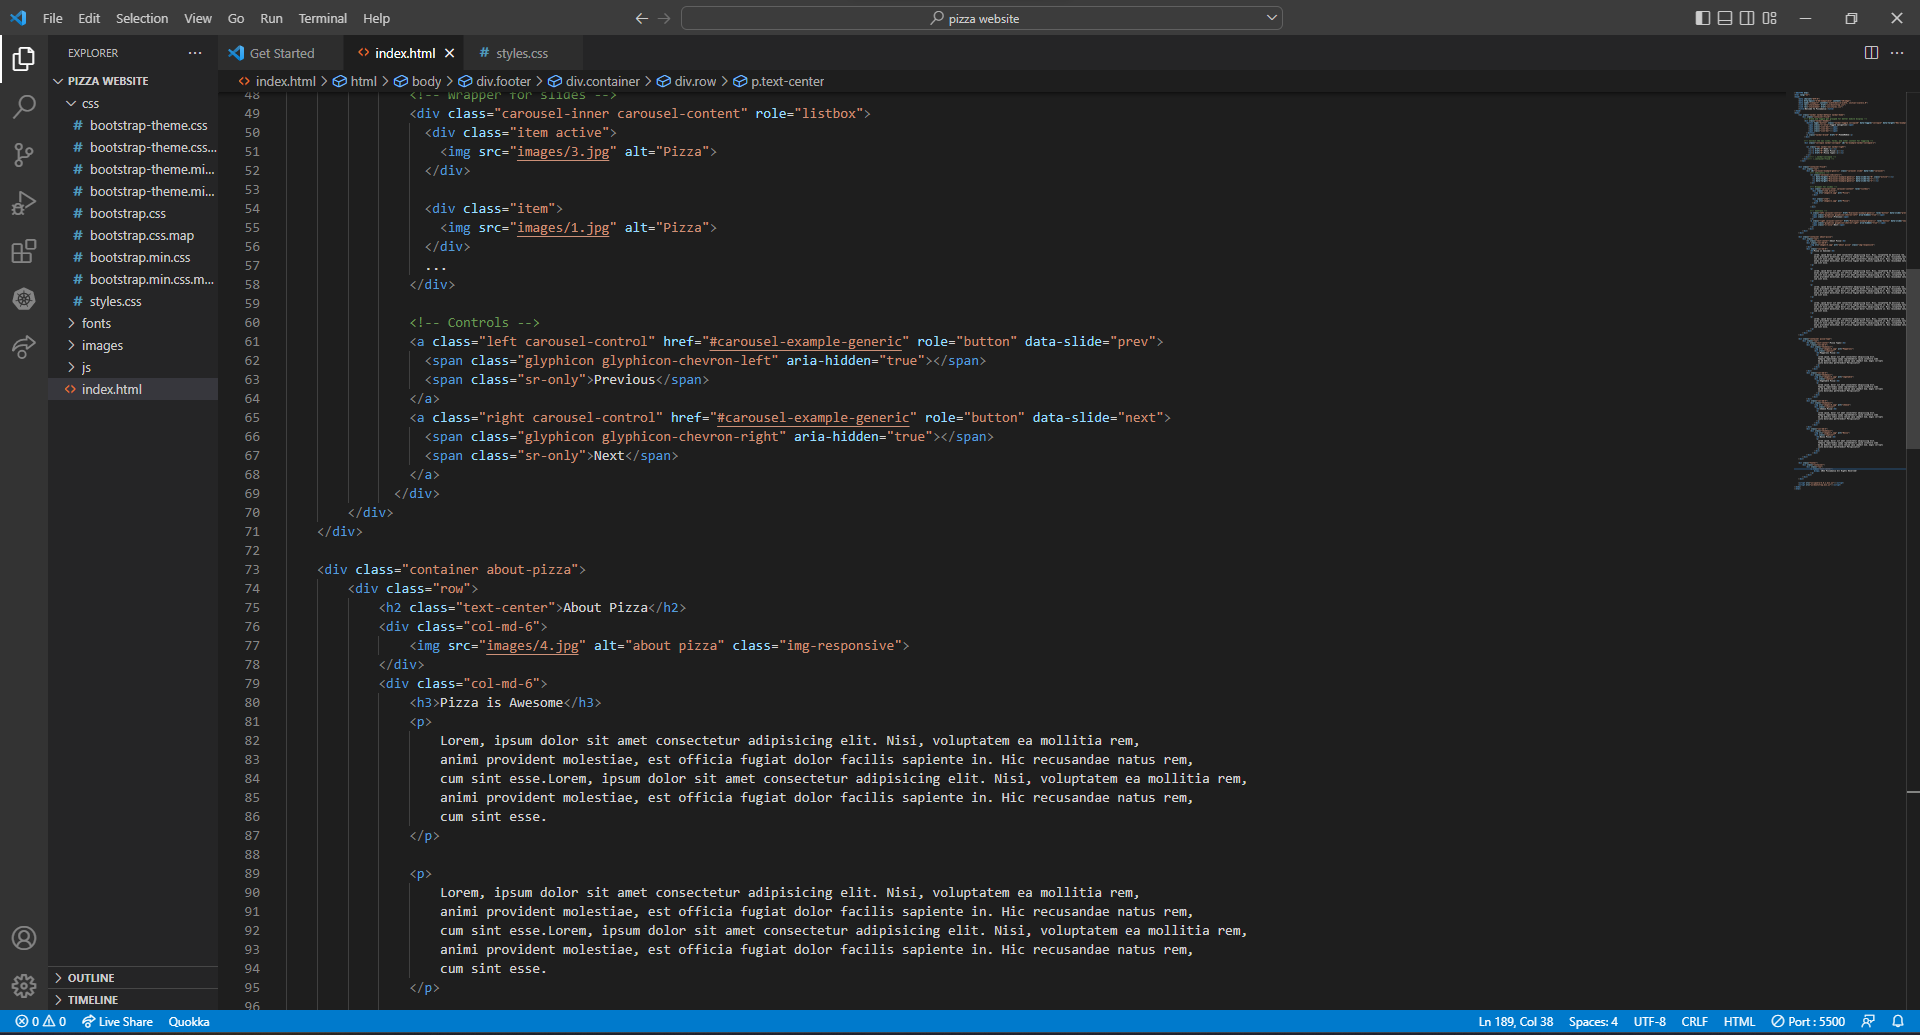 File Edit Selection View Go Run Terminal Help
pizza website
EXPLORER
Get Started
index.html
styles.css
PIZZA WEBSITE
css
bootstrap-theme.css
bootstrap-theme.css...
bootstrap-theme.mi...
bootstrap-theme.mi...
bootstrap.css
bootstrap.css.map
bootstrap.min.css
bootstrap.min.css.m...
styles.css
fonts
images
js
index.html
OUTLINE
TIMELINE
index.html > html > body > div.footer > div.container > div.row > p.text-center
48 <!-- Wrapper for slides -->
49 <div class="carousel-inner carousel-content" role="listbox">
50 <div class="item active">
51 <img src="images/3.jpg" alt="Pizza">
52 </div>
53
54 <div class="item">
55 <img src="images/1.jpg" alt="Pizza">
56 </div>
57 ...
58 </div>
59
60 <!-- Controls -->
61 <a class="left carousel-control" href="#carousel-example-generic" role="button" data-slide="prev">
62 <span class="glyphicon glyphicon-chevron-left" aria-hidden="true"></span>
63 <span class="sr-only">Previous</span>
64 </a>
65 <a class="right carousel-control" href="#carousel-example-generic" role="button" data-slide="next">
66 <span class="glyphicon glyphicon-chevron-right" aria-hidden="true"></span>
67 <span class="sr-only">Next</span>
68 </a>
69 </div>
70 </div>
71 </div>
72
73 <div class="container about-pizza">
74 <div class="row">
75 <h2 class="text-center">About Pizza</h2>
76 <div class="col-md-6">
77 <img src="images/4.jpg" alt="about pizza" class="img-responsive">
78 </div>
79 <div class="col-md-6">
80 <h3>Pizza is Awesome</h3>
81 <p>
82 Lorem, ipsum dolor sit amet consectetur adipisicing elit. Nisi, voluptatem ea mollitia rem,
83 animi provident molestiae, est officia fugiat dolor facilis sapiente in. Hic recusandae natus rem,
84 cum sint esse.Lorem, ipsum dolor sit amet consectetur adipisicing elit. Nisi, voluptatem ea mollitia rem,
85 animi provident molestiae, est officia fugiat dolor facilis sapiente in. Hic recusandae natus rem,
86 cum sint esse.
87 </p>
88
89 <p>
90 Lorem, ipsum dolor sit amet consectetur adipisicing elit. Nisi, voluptatem ea mollitia rem,
91 animi provident molestiae, est officia fugiat dolor facilis sapiente in. Hic recusandae natus rem,
92 cum sint esse.Lorem, ipsum dolor sit amet consectetur adipisicing elit. Nisi, voluptatem ea mollitia rem,
93 animi provident molestiae, est officia fugiat dolor facilis sapiente in. Hic recusandae natus rem,
94 cum sint esse.
95 </p>
96
0 0 Live Share Quokka
Ln 189, Col 38 Spaces: 4 UTF-8 CRLF HTML Port : 5500